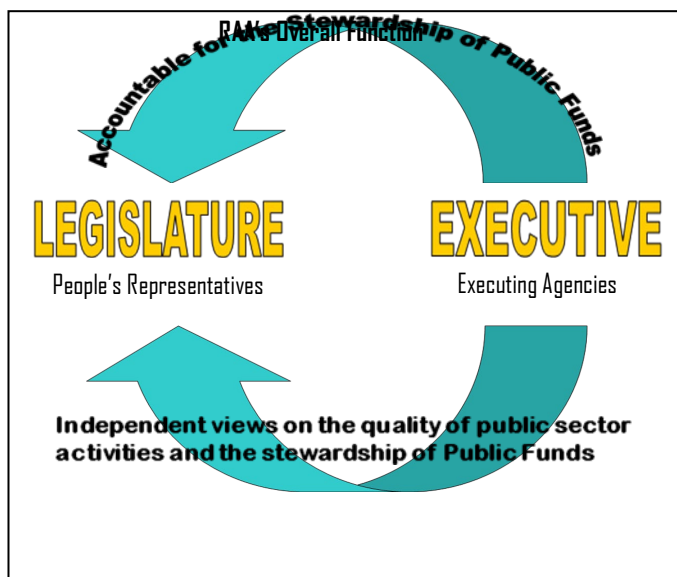 RAA's Overall Function
Accountable for the Stewardship of Public Funds
LEGISLATURE
EXECUTIVE
People's Representatives
Executing Agencies
Independent views on the quality of public sector
activities and the stewardship of Public Funds